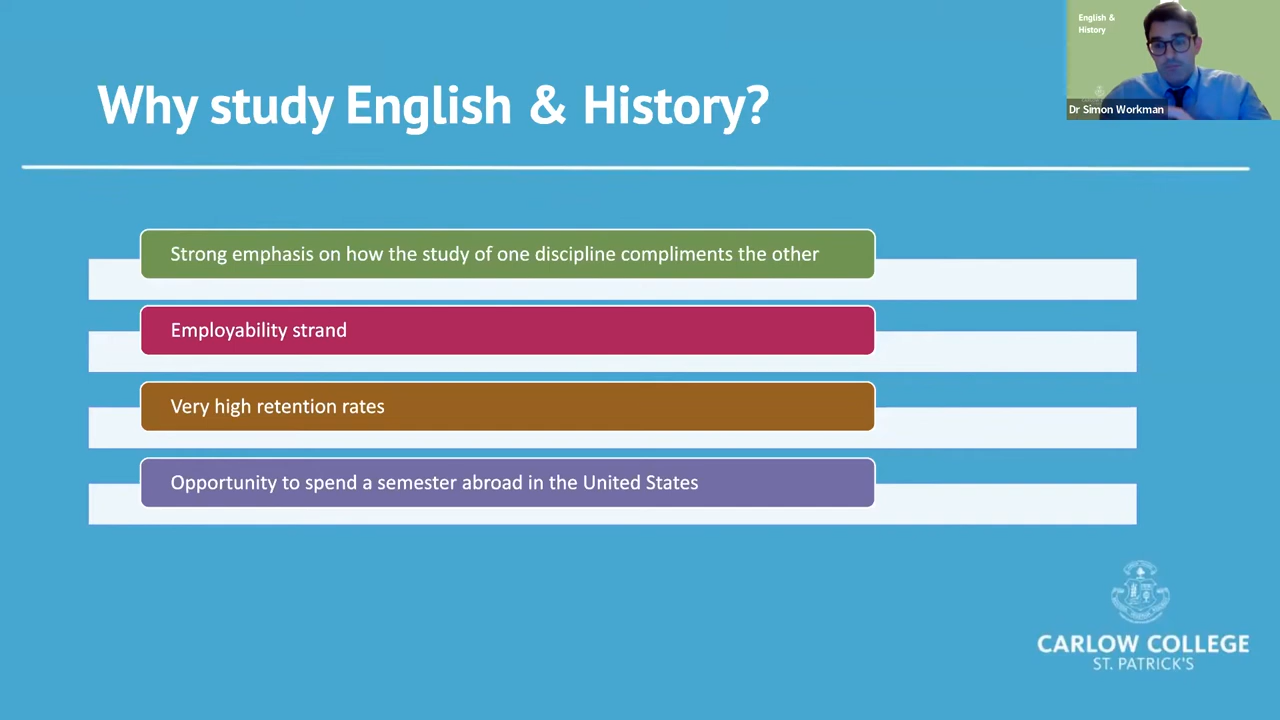 English &
History
Dr Simon Workman
Why study English & History?
Strong emphasis on how the study of one discipline compliments the other
Employability strand
Very high retention rates
Opportunity to spend a semester abroad in the United States
CARLOW COLLEGE
ST. PATRICK'S